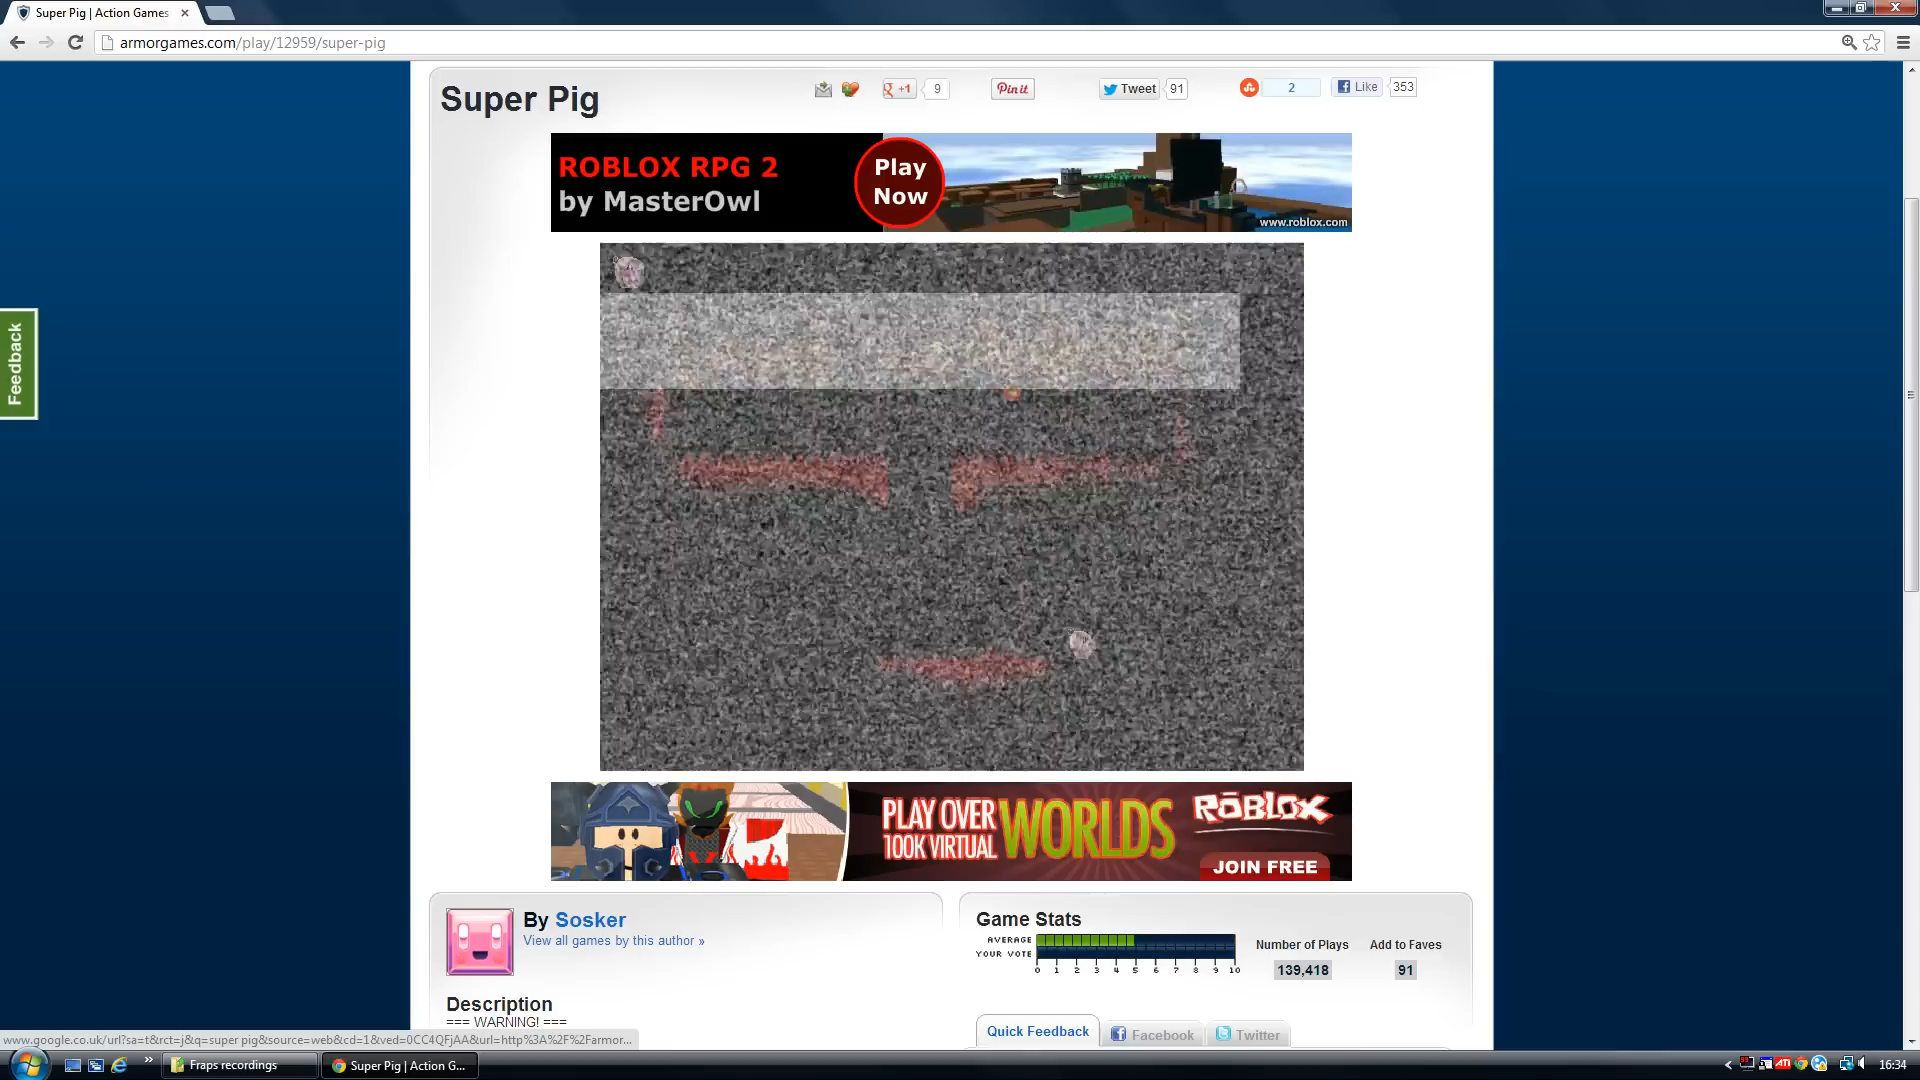 Super Pig | Action Games
armorgames.com/play/12959/super-pig
Super Pig
+1 9
Pin it
Tweet 91
2
Like 353
ROBLOX RPG 2
by MasterOwl
Play
Now
www.roblox.com
Feedback
PLAY OVER
100K VIRTUAL
WORLDS
ROBLOX
JOIN FREE
By Sosker
View all games by this author »
Description
=== WARNING! ===
Game Stats
AVERAGE
YOUR VOTE
0 1 2 3 4 5 6 7 8 9 10
Number of Plays
139,418
Add to Faves
91
Quick Feedback
Facebook
Twitter
www.google.co.uk/url?sa=t&rct=j&q=super pig&source=web&cd=1&ved=0CC4QFjAA&url=http%3A%2F%2Farmor...
Fraps recordings
Super Pig | Action G...
16:34